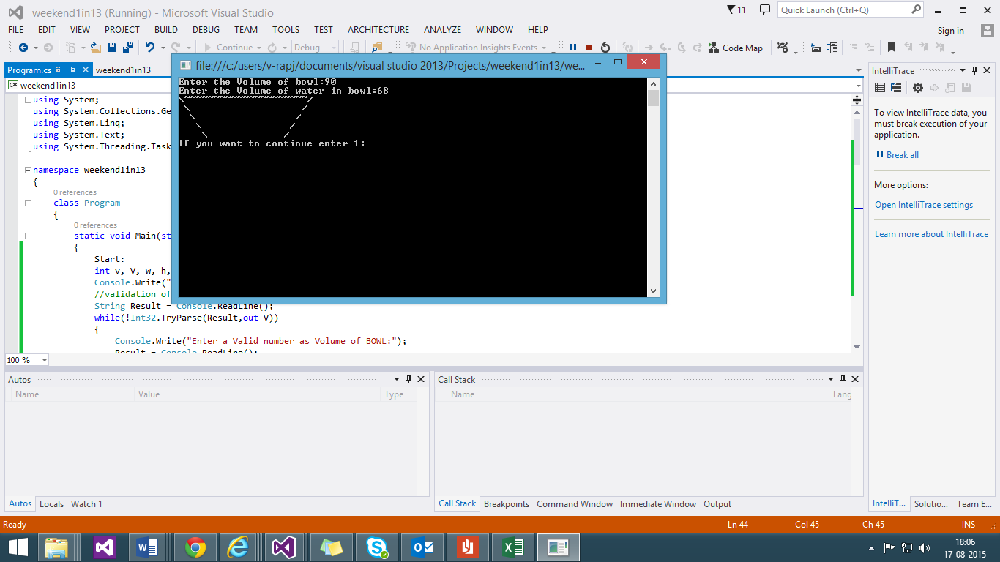 weekend1in13 (Running) - Microsoft Visual Studio
11
Quick Launch (Ctrl+Q)
FILE EDIT VIEW PROJECT BUILD DEBUG TEAM TOOLS TEST ARCHITECTURE ANALYZE WINDOW HELP
Sign in
Continue Debug No Application Insights Events Code Map
Program.cs weekend1in13
file:///c:/users/v-rapj/documents/visual studio 2013/Projects/weekend1in13/we...
C# weekend1in13
Enter the Volume of bowl:90
Enter the Volume of water in bowl:68
If you want to continue enter 1:
using System;
using System.Collections.Ge
using System.Linq;
using System.Text;
using System.Threading.Task
namespace weekend1in13
{
0 references
class Program
{
0 references
static void Main(st
{
Start:
int v, V, w, h,
Console.Write("
//validation of
String Result = Console.ReadLine();
while(!Int32.TryParse(Result,out V))
{
Console.Write("Enter a Valid number as Volume of BOWL:");
Result = Console.ReadLine();
100 %
IntelliTrace
To view IntelliTrace data, you
must break execution of your
application.
Break all
More options:
Open IntelliTrace settings
Learn more about IntelliTrace
Autos
Name Value Type
Call Stack
Name Lang
Autos Locals Watch 1
Call Stack Breakpoints Command Window Immediate Window Output
IntelliT... Solutio... Team E...
Ready Ln 44 Col 45 Ch 45 INS
18:06
17-08-2015